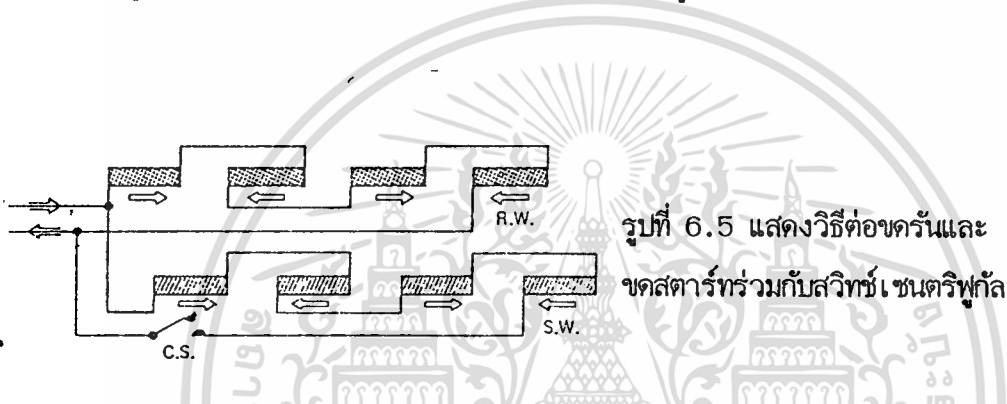 R.W.
S.W.
C.S.
รูปที่ 6.5 แสดงวิธีต่อขดรันและ
ขดสตาร์ทร่วมกับสวิทช์เซนตริฟูกัล